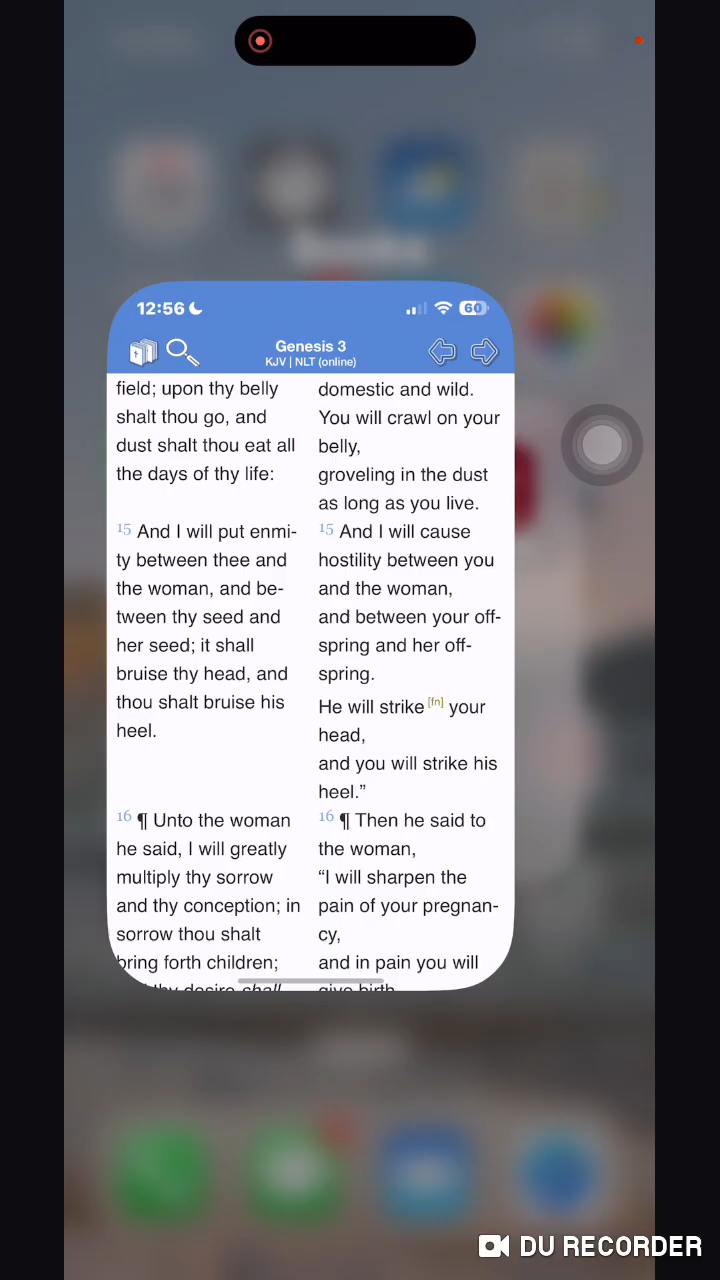 12:56
60
Genesis 3
KJV | NLT (online)
field; upon thy belly
shalt thou go, and
dust shalt thou eat all
the days of thy life:
15 And I will put enmi-
ty between thee and
the woman, and be-
tween thy seed and
her seed; it shall
bruise thy head, and
thou shalt bruise his
heel.
16 ¶ Unto the woman
he said, I will greatly
multiply thy sorrow
and thy conception; in
sorrow thou shalt
bring forth children;
thy desire shall
domestic and wild.
You will crawl on your
belly,
groveling in the dust
as long as you live.
15 And I will cause
hostility between you
and the woman,
and between your off-
spring and her off-
spring.
He will strike [fn] your
head,
and you will strike his
heel.”
16 ¶ Then he said to
the woman,
“I will sharpen the
pain of your pregnan-
cy,
and in pain you will
give birth
DU RECORDER